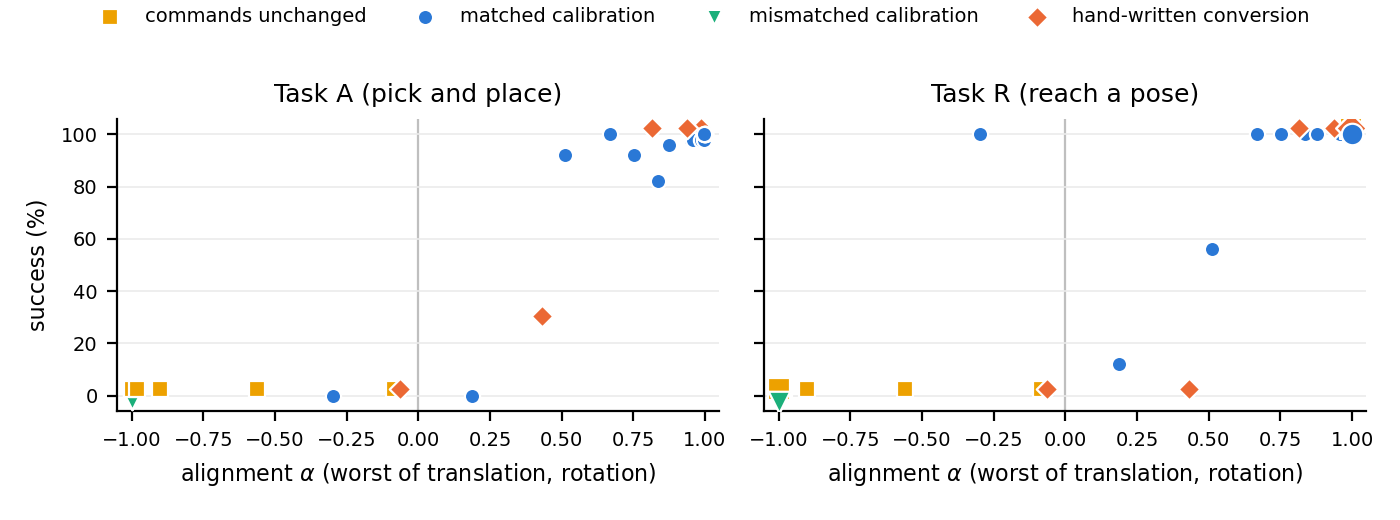 commands unchanged matched calibration mismatched calibration hand-written conversion
Task A (pick and place) Task R (reach a pose)
success (%)
100
80
60
40
20
0
−1.00 −0.75 −0.50 −0.25 0.00 0.25 0.50 0.75 1.00 −1.00 −0.75 −0.50 −0.25 0.00 0.25 0.50 0.75 1.00
alignment α (worst of translation, rotation) alignment α (worst of translation, rotation)